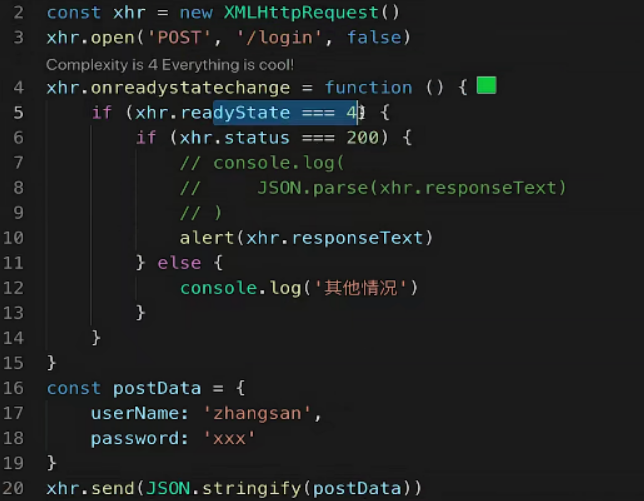 2 const xhr = new XMLHttpRequest()
3 xhr.open('POST', '/login', false)
Complexity is 4 Everything is cool!
4 xhr.onreadystatechange = function () {
5     if (xhr.readyState === 4) {
6         if (xhr.status === 200) {
7             // console.log(
8             //     JSON.parse(xhr.responseText)
9             // )
10             alert(xhr.responseText)
11         } else {
12             console.log('其他情况')
13         }
14     }
15 }
16 const postData = {
17     userName: 'zhangsan',
18     password: 'xxx'
19 }
20 xhr.send(JSON.stringify(postData))